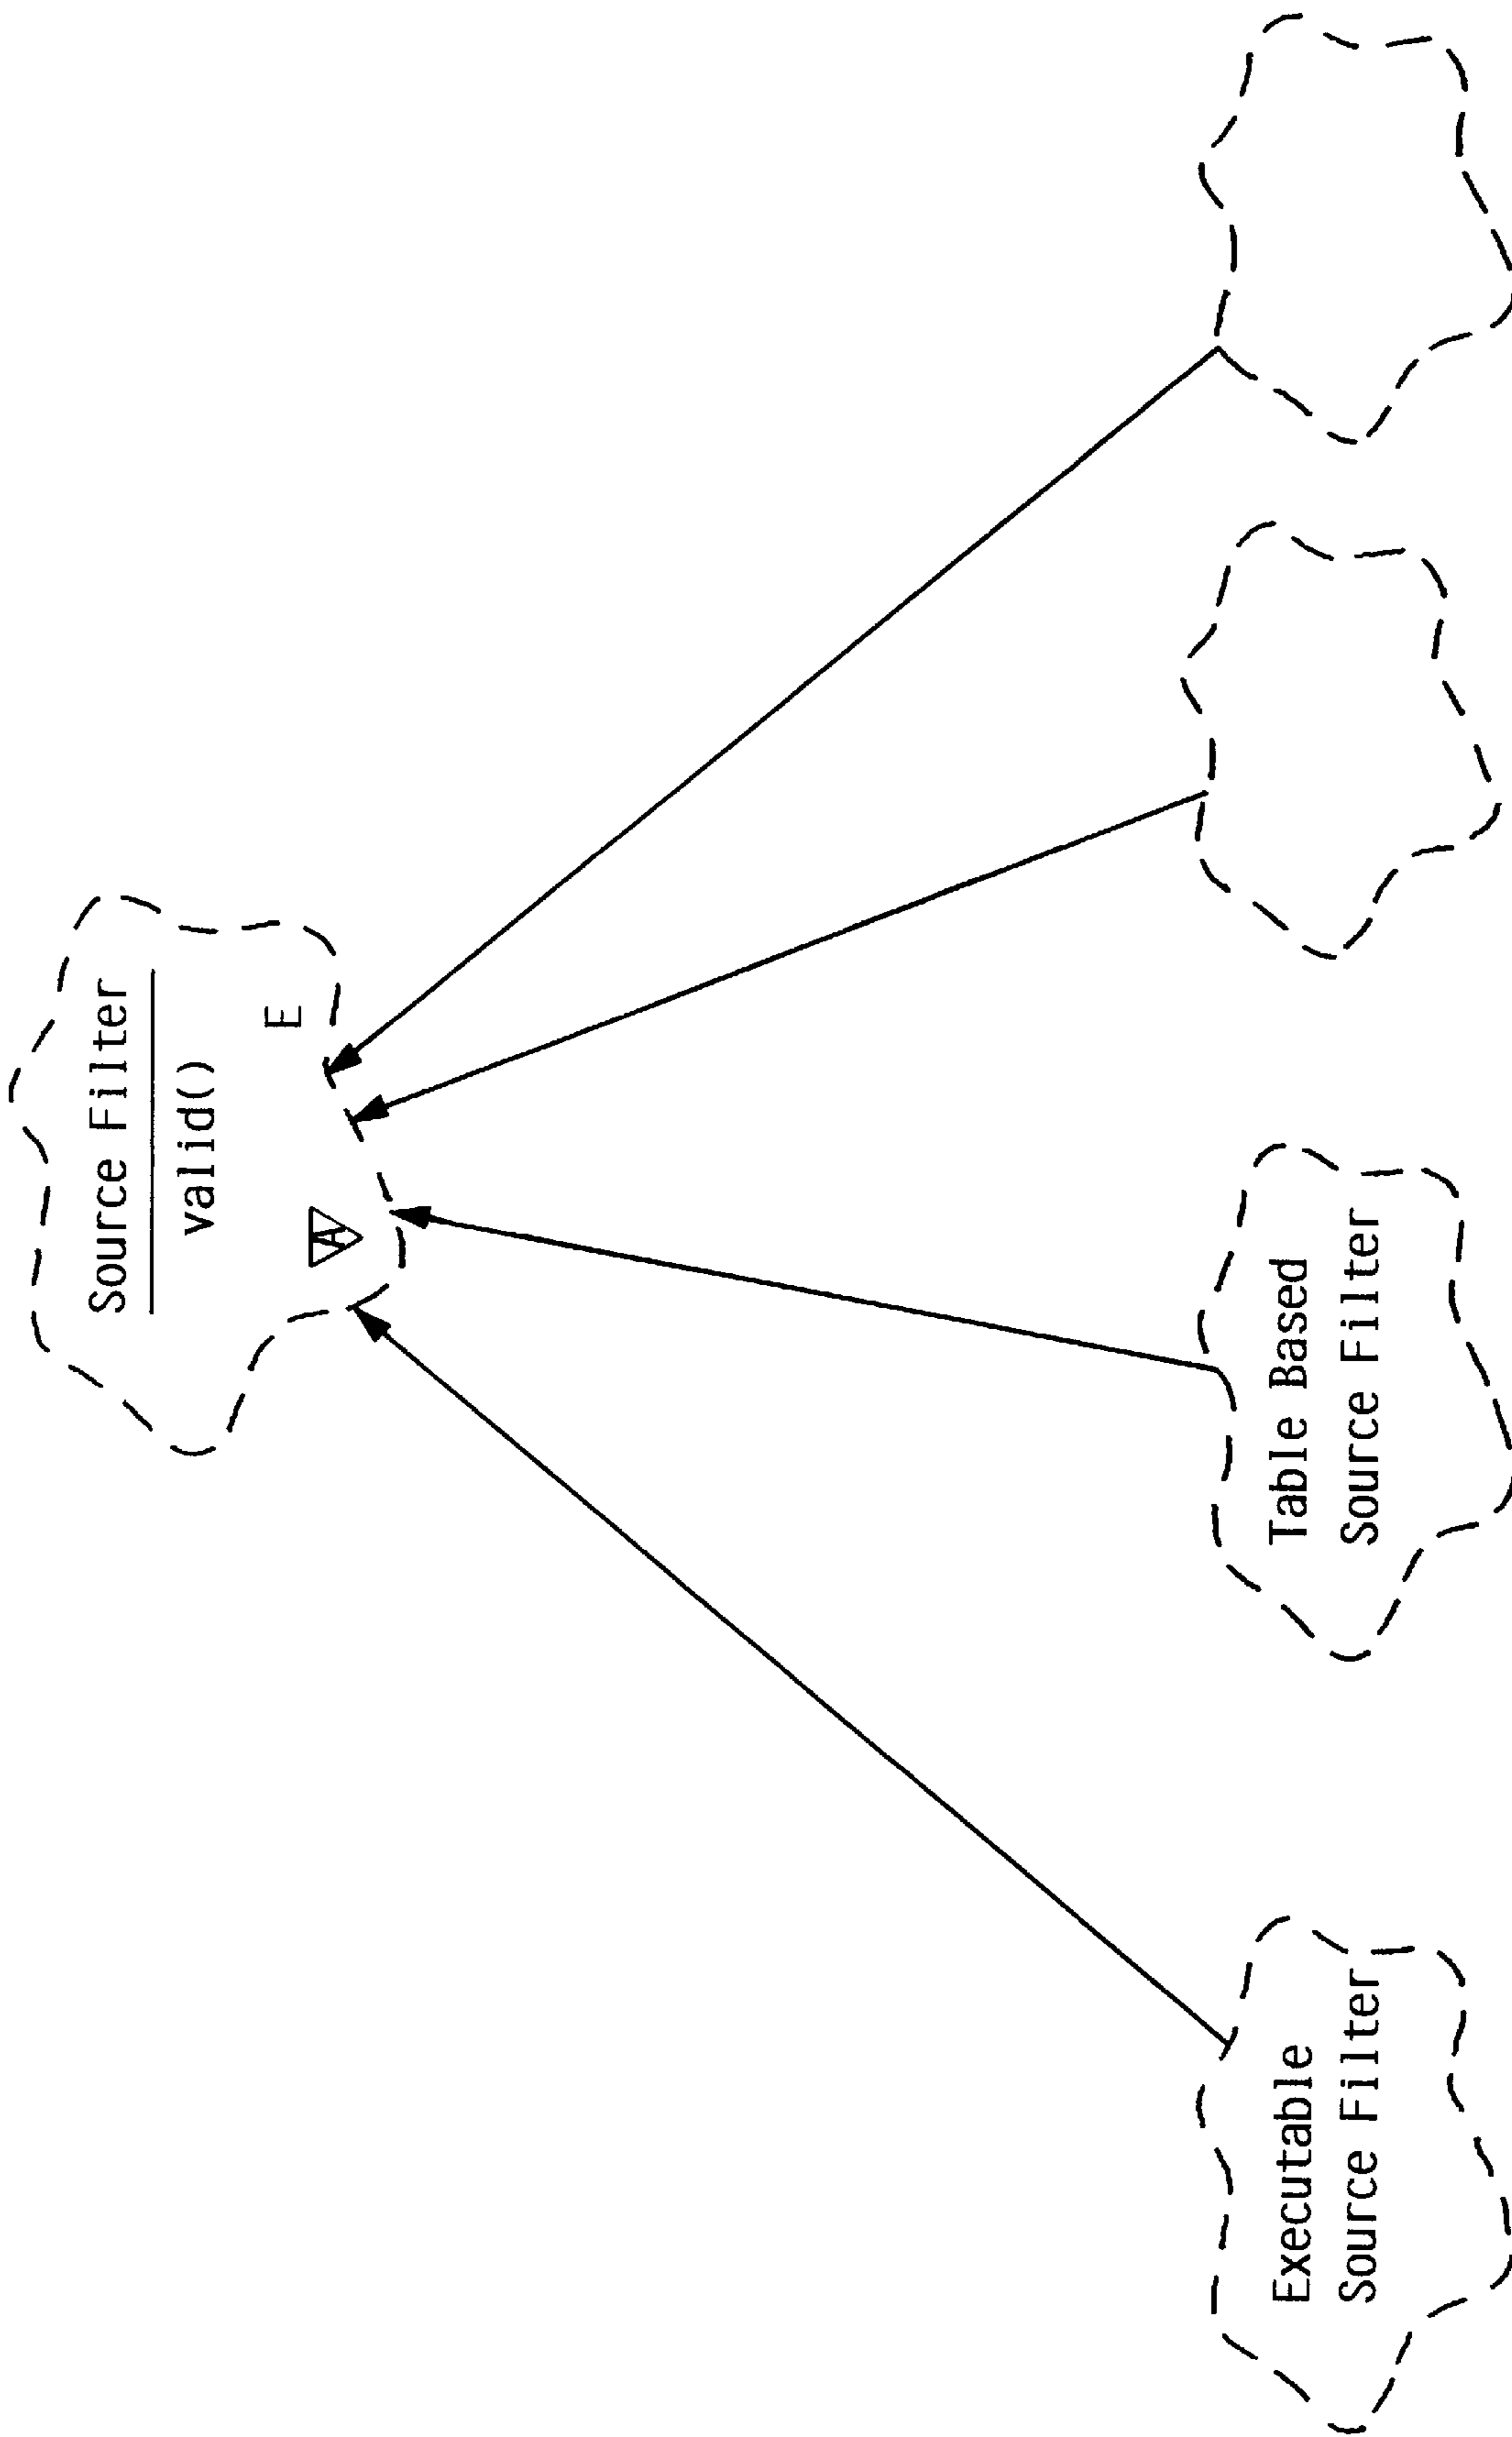 Source Filter
valid()
A
E
Executable
Source Filter
Table Based
Source Filter